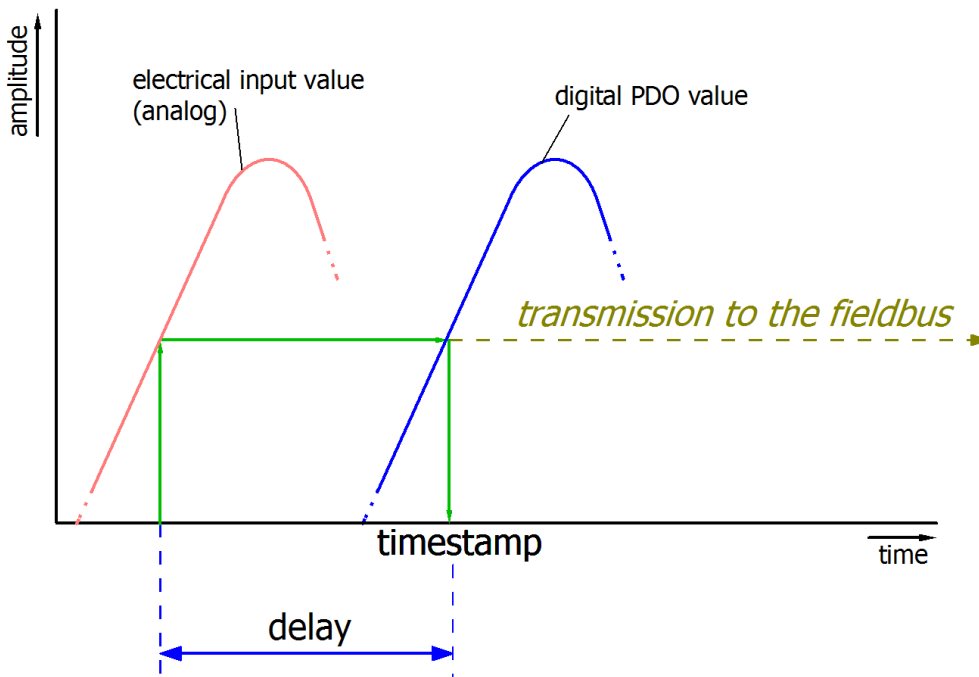 amplitude
electrical input value
(analog)
digital PDO value
transmission to the fieldbus
timestamp
time
delay